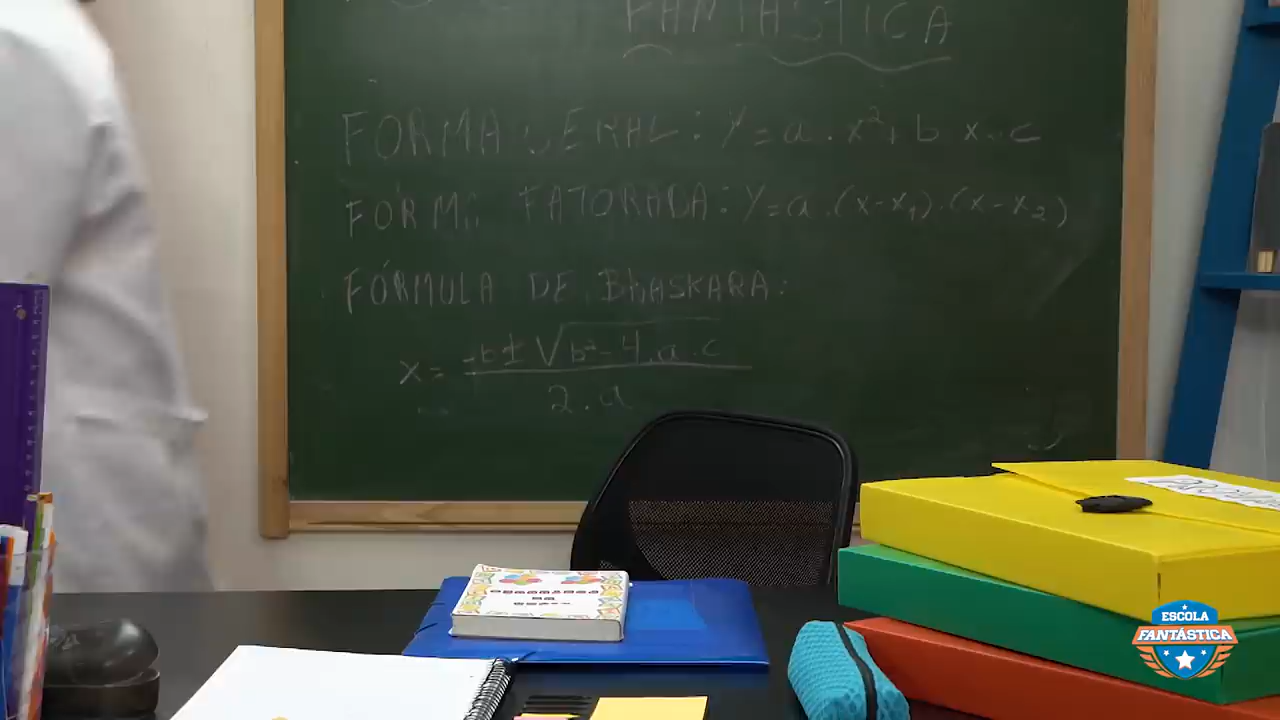 FANTÁSTICA
FORMA GERAL: Y = a . x² + b x + c
FORMA FATORADA: Y = a . (x - x₁) . (x - x₂)
FÓRMULA DE BHASKARA:
x = -b ± √b² - 4 . a . c
2 . a
ESCOLA
FANTÁSTICA